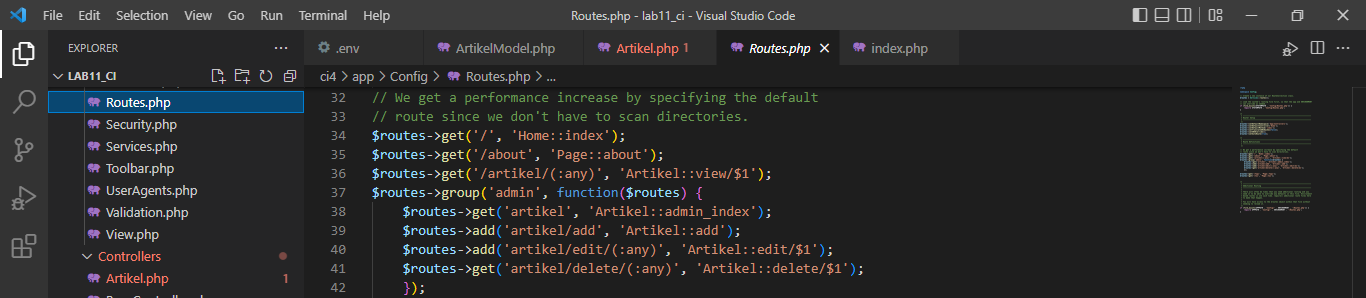 File Edit Selection View Go Run Terminal Help Routes.php - lab11_ci - Visual Studio Code
EXPLORER
.env ArtikelModel.php Artikel.php 1 Routes.php index.php
LAB11_CI
ci4 > app > Config > Routes.php > ...
Routes.php
Security.php
Services.php
Toolbar.php
UserAgents.php
Validation.php
View.php
Controllers
Artikel.php 1
32 // We get a performance increase by specifying the default
33 // route since we don't have to scan directories.
34 $routes->get('/', 'Home::index');
35 $routes->get('/about', 'Page::about');
36 $routes->get('/artikel/(:any)', 'Artikel::view/$1');
37 $routes->group('admin', function($routes) {
38 $routes->get('artikel', 'Artikel::admin_index');
39 $routes->add('artikel/add', 'Artikel::add');
40 $routes->add('artikel/edit/(:any)', 'Artikel::edit/$1');
41 $routes->get('artikel/delete/(:any)', 'Artikel::delete/$1');
42 });